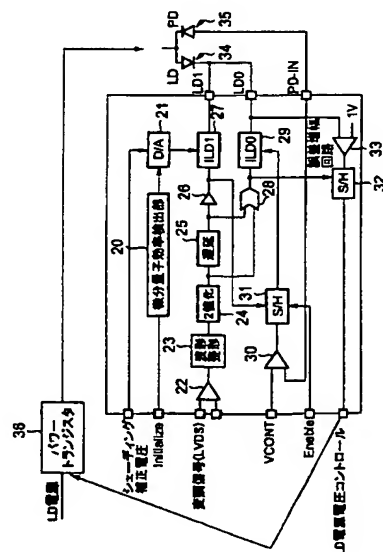 LD電源
パワー
トランジスタ
36
シェーディング
補正電圧
Initialize
変調信号(LVDS)
VCONT
Enable
LD電源電圧コントロール
20
微分量子効率検出部
D/A
21
22
23
波形
整形
24
2値化
25
遅延
26
ILD1
27
28
ILD0
29
30
31
S/H
32
S/H
33
誤差増幅
回路
1V
LD1
LD0
PD-IN
LD
34
PD
35